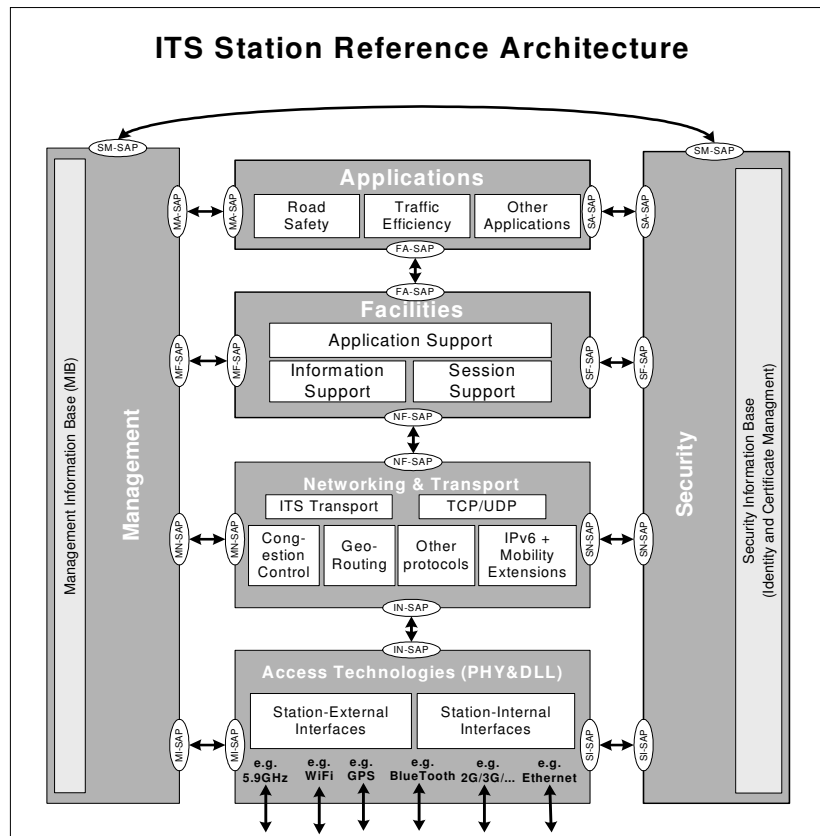 ITS Station Reference Architecture
SM-SAP
SM-SAP
Management Information Base (MIB)
Management
MA-SAP
MA-SAP
Applications
Road
Safety
Traffic
Efficiency
Other
Applications
SA-SAP
SA-SAP
FA-SAP
FA-SAP
MF-SAP
MF-SAP
Facilities
Application Support
Information
Support
Session
Support
SF-SAP
SF-SAP
NF-SAP
NF-SAP
MN-SAP
MN-SAP
Networking & Transport
ITS Transport
TCP/UDP
Cong-
estion
Control
Geo-
Routing
Other
protocols
IPv6 +
Mobility
Extensions
SN-SAP
SN-SAP
IN-SAP
IN-SAP
MI-SAP
MI-SAP
Access Technologies (PHY&DLL)
Station-External
Interfaces
Station-Internal
Interfaces
SI-SAP
SI-SAP
e.g.
5.9GHz
e.g.
WiFi
e.g.
GPS
e.g.
BlueTooth
e.g.
2G/3G/...
e.g.
Ethernet
Security
Security Information Base
(Identity and Certificate Managment)